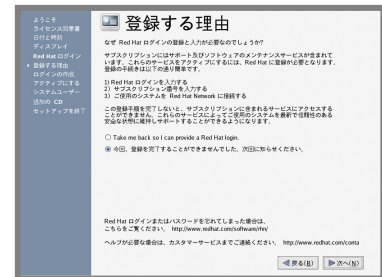 ようこそ
ライセンス同意書
日付と時刻
ディスプレイ
Red Hat ログイン
登録する理由
ログインの作成
アクティブにする
システムユーザー
追加の CD
セットアップを終了
登録する理由
なぜ Red Hat ログインの登録と入力が必要なのでしょうか?
サブスクリプションにはサポート及びソフトウェアのメンテナンスサービスが含まれて
います。これらのサービスをアクティブにするには、Red Hat に登録が必要となります.
登録の手続きは以下の通り簡単です.
1) Red Hat ログインを入力する
2) サブスクリプション番号を入力する
3) ご使用のシステムを Red Hat Network に接続する
この登録手順を完了しないと、サブスクリプションに含まれるサービスにアクセスする
ことができません. これらのサービスによってご使用のシステムを最新で信頼性のある
安全な状態に維持しサポートすることができるようになります.
Take me back so I can provide a Red Hat login.
今回、登録を完了することができませんでした、次回に知らせください.
Red Hat ログインまたはパスワードを忘れてしまった場合は、
こちらをご覧ください. http://www.redhat.com/software/rhn/
ヘルプが必要な場合は、カスタマーサービスまでご連絡ください. http://www.redhat.com/conta
戻る(B)
次へ(N)